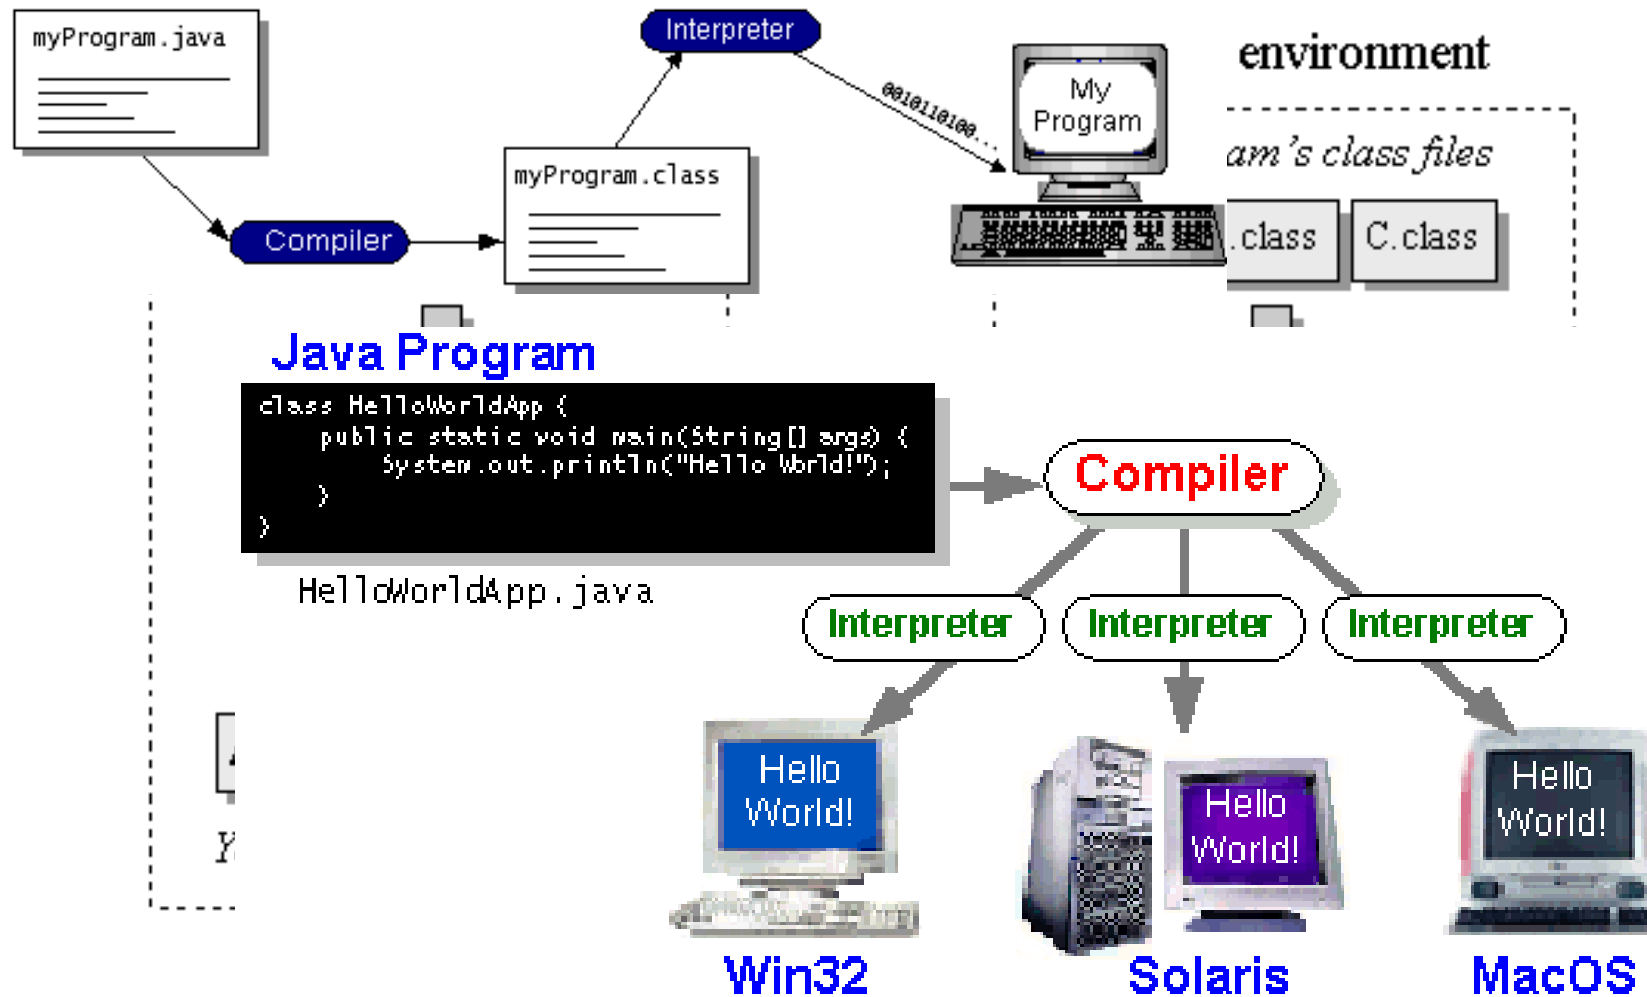 myProgram.java
Interpreter
0010110100...
My
Program
environment
am's class files
myProgram.class
Compiler
.class
C.class
Java Program
class HelloWorldApp {
public static void main(String[] args) {
System.out.println("Hello World!");
}
}
Compiler
HelloWorldApp.java
Interpreter
Interpreter
Interpreter
Hello
World!
Hello
World!
Hello
World!
Y
Win32
Solaris
MacOS